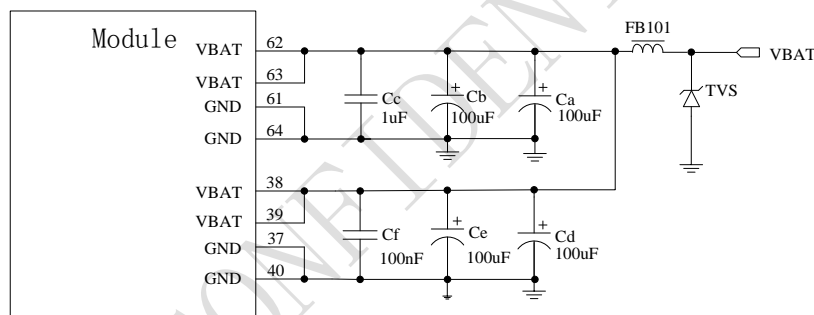 FB101
Module
VBAT 62
VBAT
VBAT 63
GND 61
Cc
1uF
+
Cb
100uF
+
Ca
100uF
TVS
GND 64
VBAT 38
VBAT 39
GND 37
Cf
100nF
+
Ce
100uF
+
Cd
100uF
GND 40
CONFIDENT